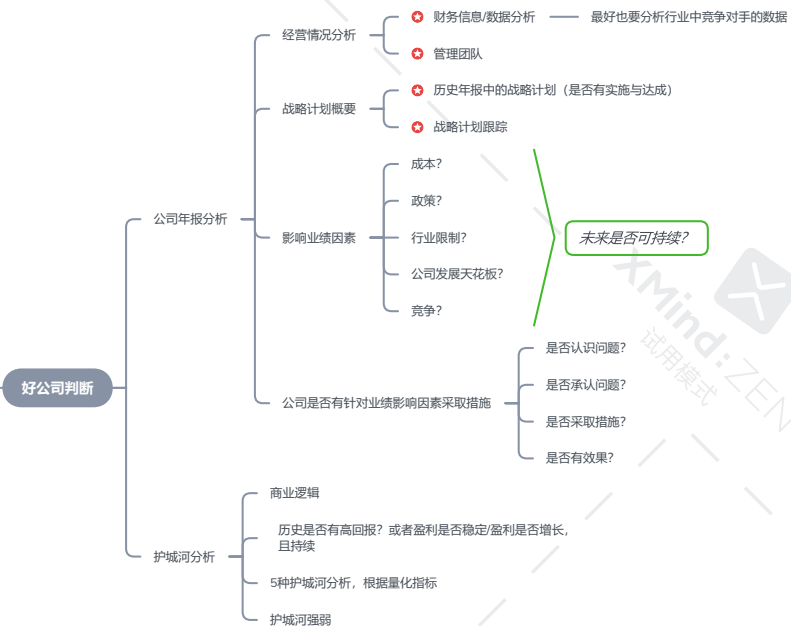 好公司判断
公司年报分析
经营情况分析
财务信息/数据分析
最好也要分析行业中竞争对手的数据
管理团队
战略计划概要
历史年报中的战略计划（是否有实施与达成）
战略计划跟踪
影响业绩因素
成本？
政策？
行业限制？
公司发展天花板？
竞争？
未来是否可持续？
公司是否有针对业绩影响因素采取措施
是否认识问题？
是否承认问题？
是否采取措施？
是否有效果？
护城河分析
商业逻辑
历史是否有高回报？或者盈利是否稳定/盈利是否增长，
且持续
5种护城河分析，根据量化指标
护城河强弱
XMind:ZEN
试用模式